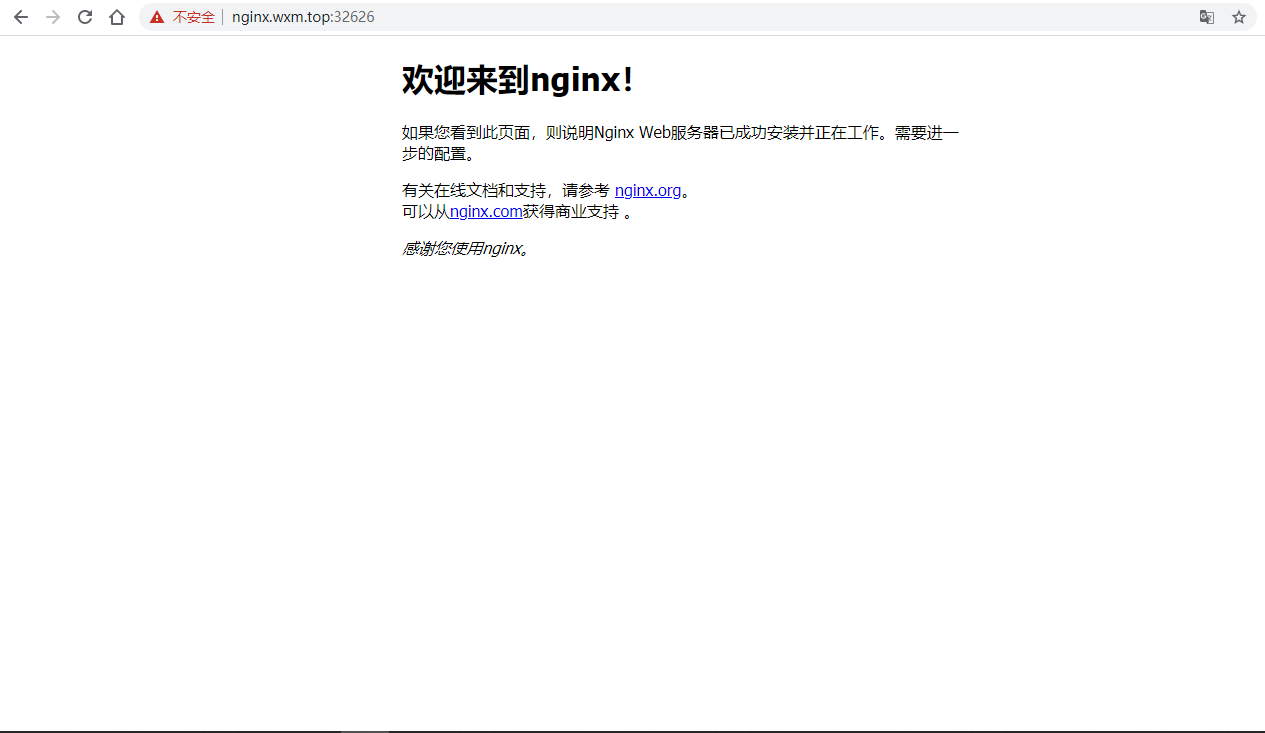 不安全 nginx.wxm.top:32626
欢迎来到nginx！
如果您看到此页面，则说明Nginx Web服务器已成功安装并正在工作。需要进一
步的配置。
有关在线文档和支持，请参考 nginx.org。
可以从nginx.com获得商业支持 。
感谢您使用nginx。